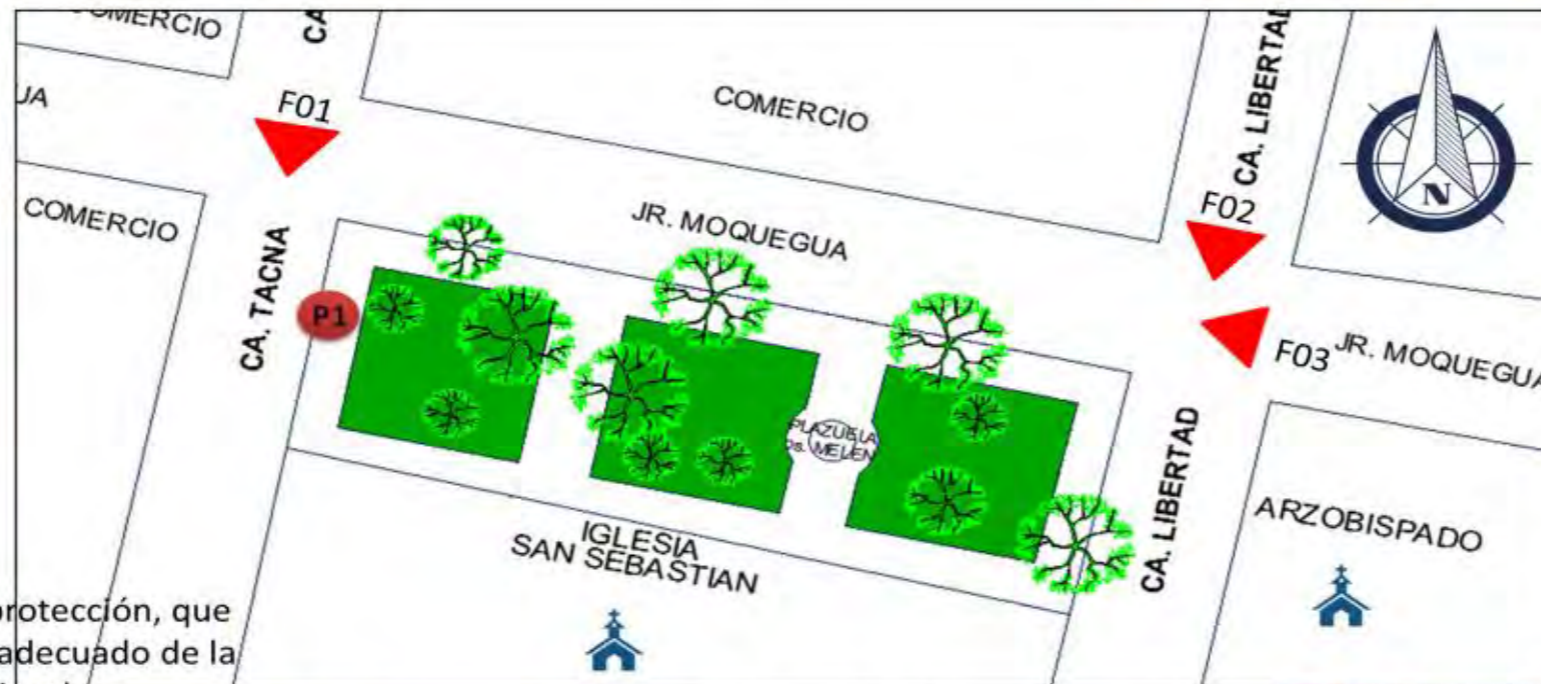 COMERCIO
CA
CA. LIBERTAD
UA
F01
COMERCIO
N
COMERCIO
F02
JR. MOQUEGUA
CA. TACNA
P1
F03
JR. MOQUEGUA
PLAZUELA
MELEN
CA. LIBERTAD
ARZOBISPADO
IGLESIA
SAN SEBASTIAN
protección, que
adecuado de la